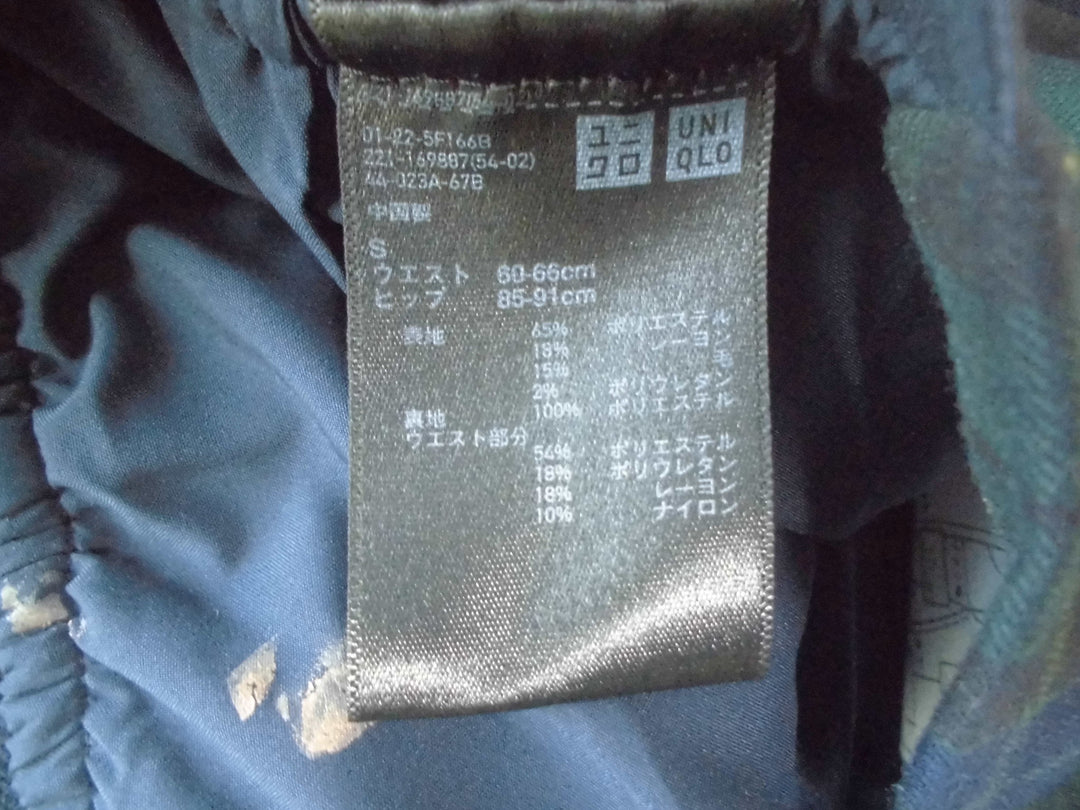 ユニ
クロ
UNI
QLO
01-22-5F166B
221-169887(54-02)
44-023A-67B
中国製
S
ウエスト 60-66cm
ヒップ 85-91cm
表地 65% ポリエステル
18% レーヨン
15% 毛
2% ポリウレタン
裏地 100% ポリエステル
ウエスト部分
54% ポリエステル
18% ポリウレタン
18% レーヨン
10% ナイロン